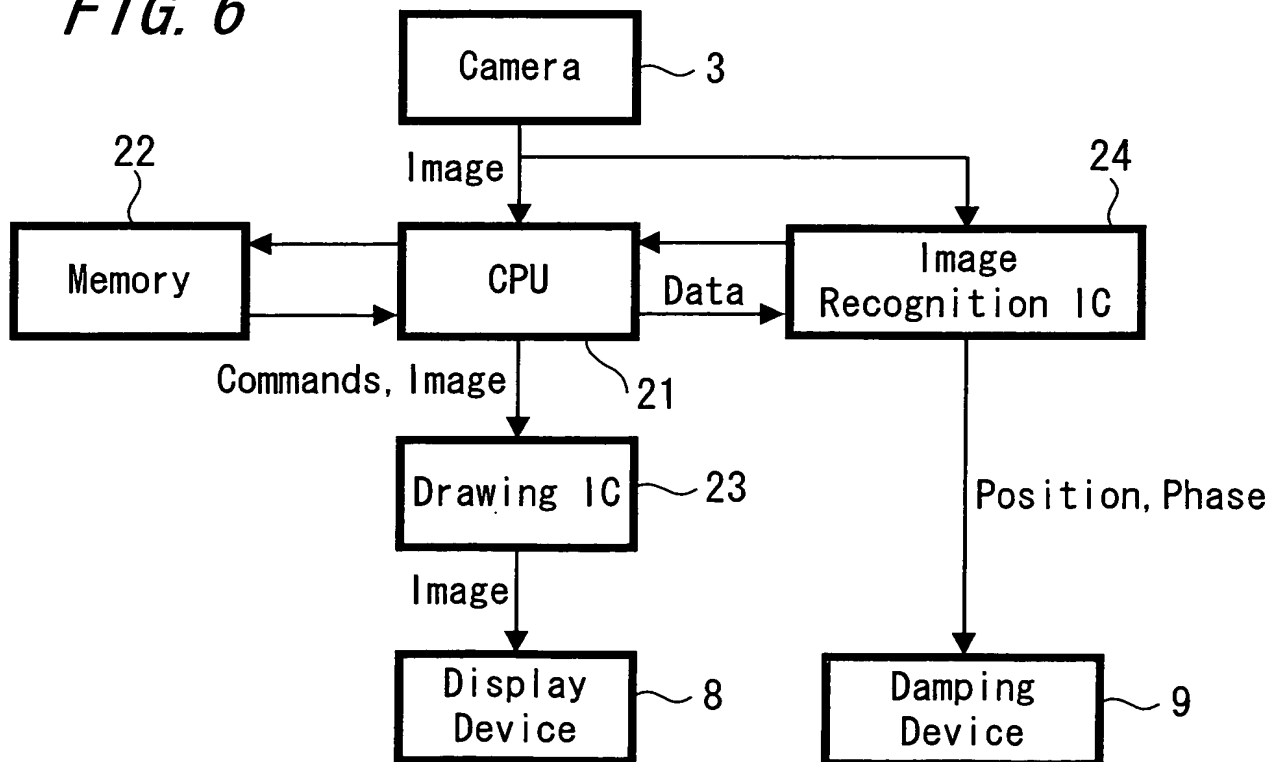 FIG. 6
Camera
3
Image
22
24
Memory
CPU
Data
Image
Recognition IC
Commands, Image
21
Drawing IC
23
Position, Phase
Image
Display
Device
8
Damping
Device
9